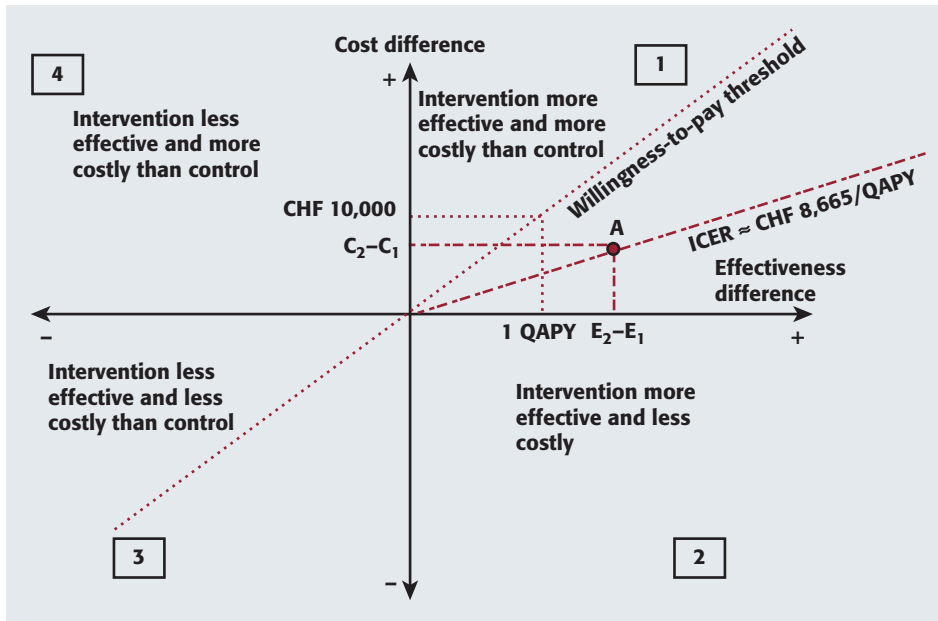 Cost difference
4
1
+
Intervention less
effective and more
costly than control
Intervention more
effective and more
costly than control
Willingness-to-pay threshold
CHF 10,000
C₂–C₁
A
ICER ≈ CHF 8,665/QAPY
Effectiveness
difference
–
1 QAPY
E₂–E₁
+
Intervention less
effective and less
costly than control
Intervention more
effective and less
costly
3
2
–